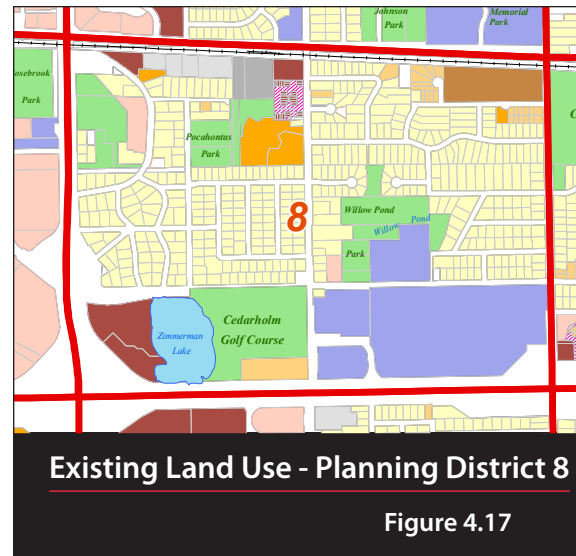 Johnson
Park
Memorial
Park
osebrook
Park
Pocahontas
Park
8
Willow Pond
Willow Pond
Park
Cedarholm
Golf Course
Zimmerman
Lake
C
Existing Land Use - Planning District 8
Figure 4.17